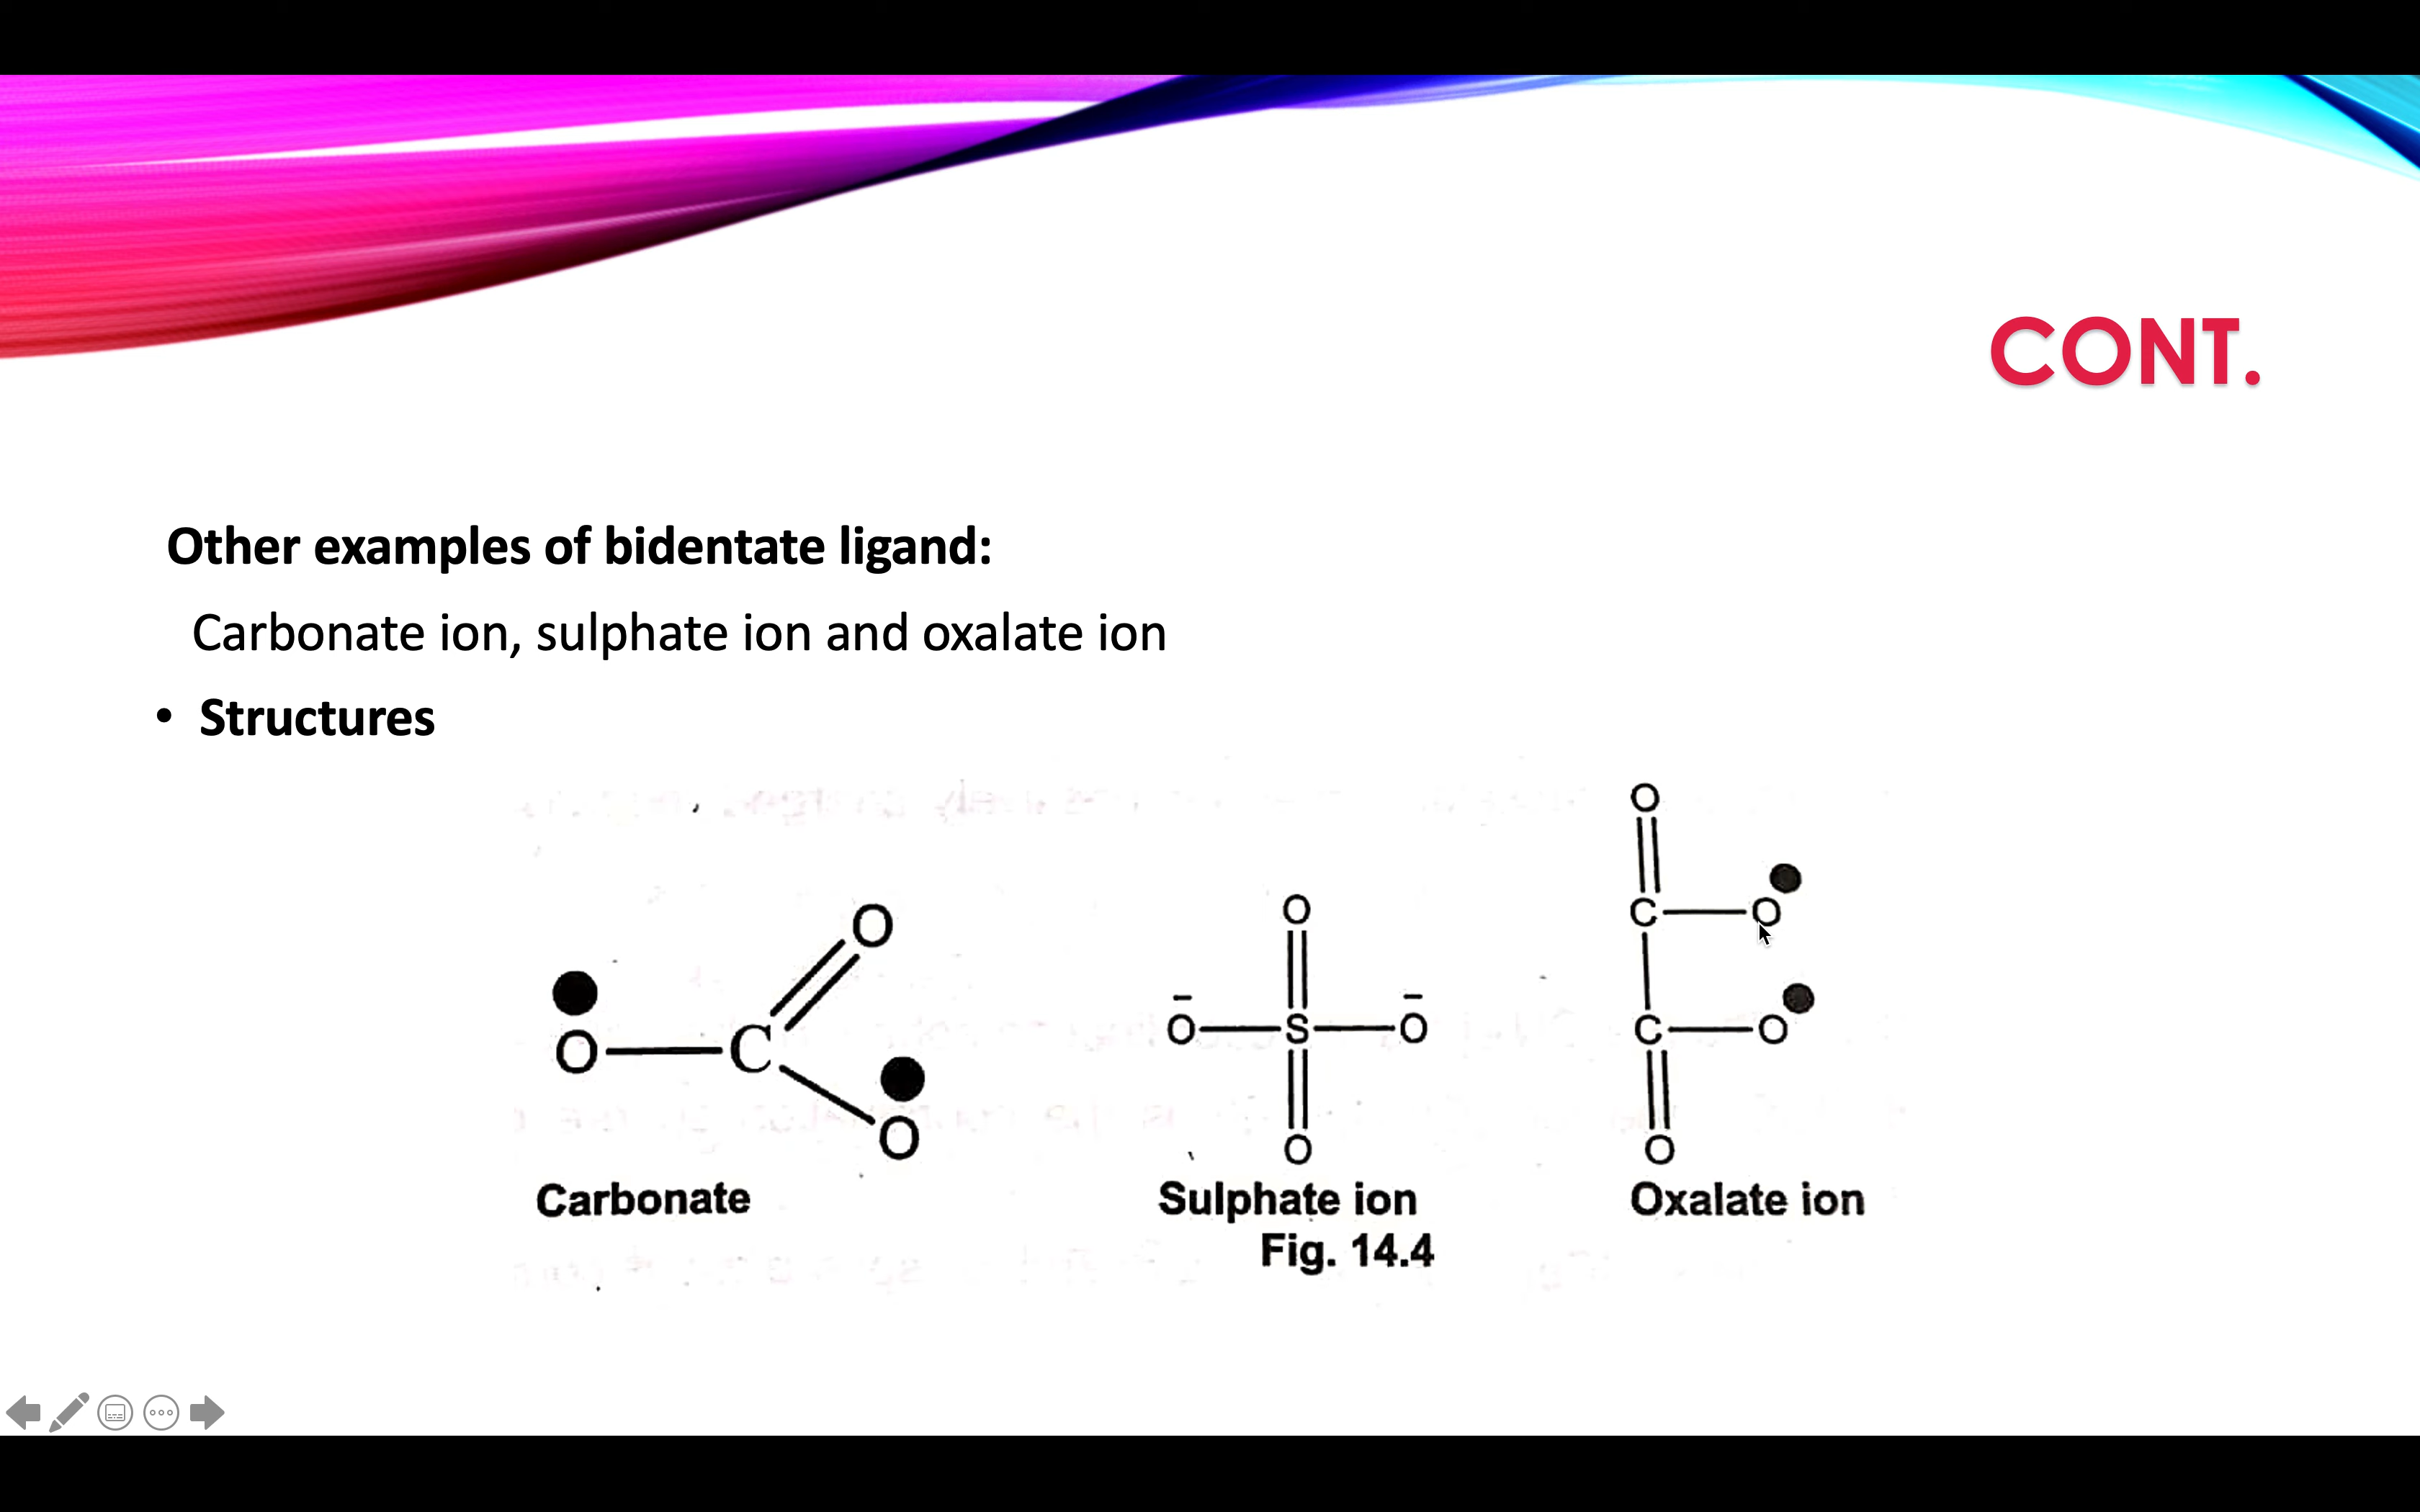 CONT.
Other examples of bidentate ligand:
Carbonate ion, sulphate ion and oxalate ion
• Structures
O
O C O
Carbonate
O
O S O
O
Sulphate ion
O
C O
C O
O
Oxalate ion
Fig. 14.4